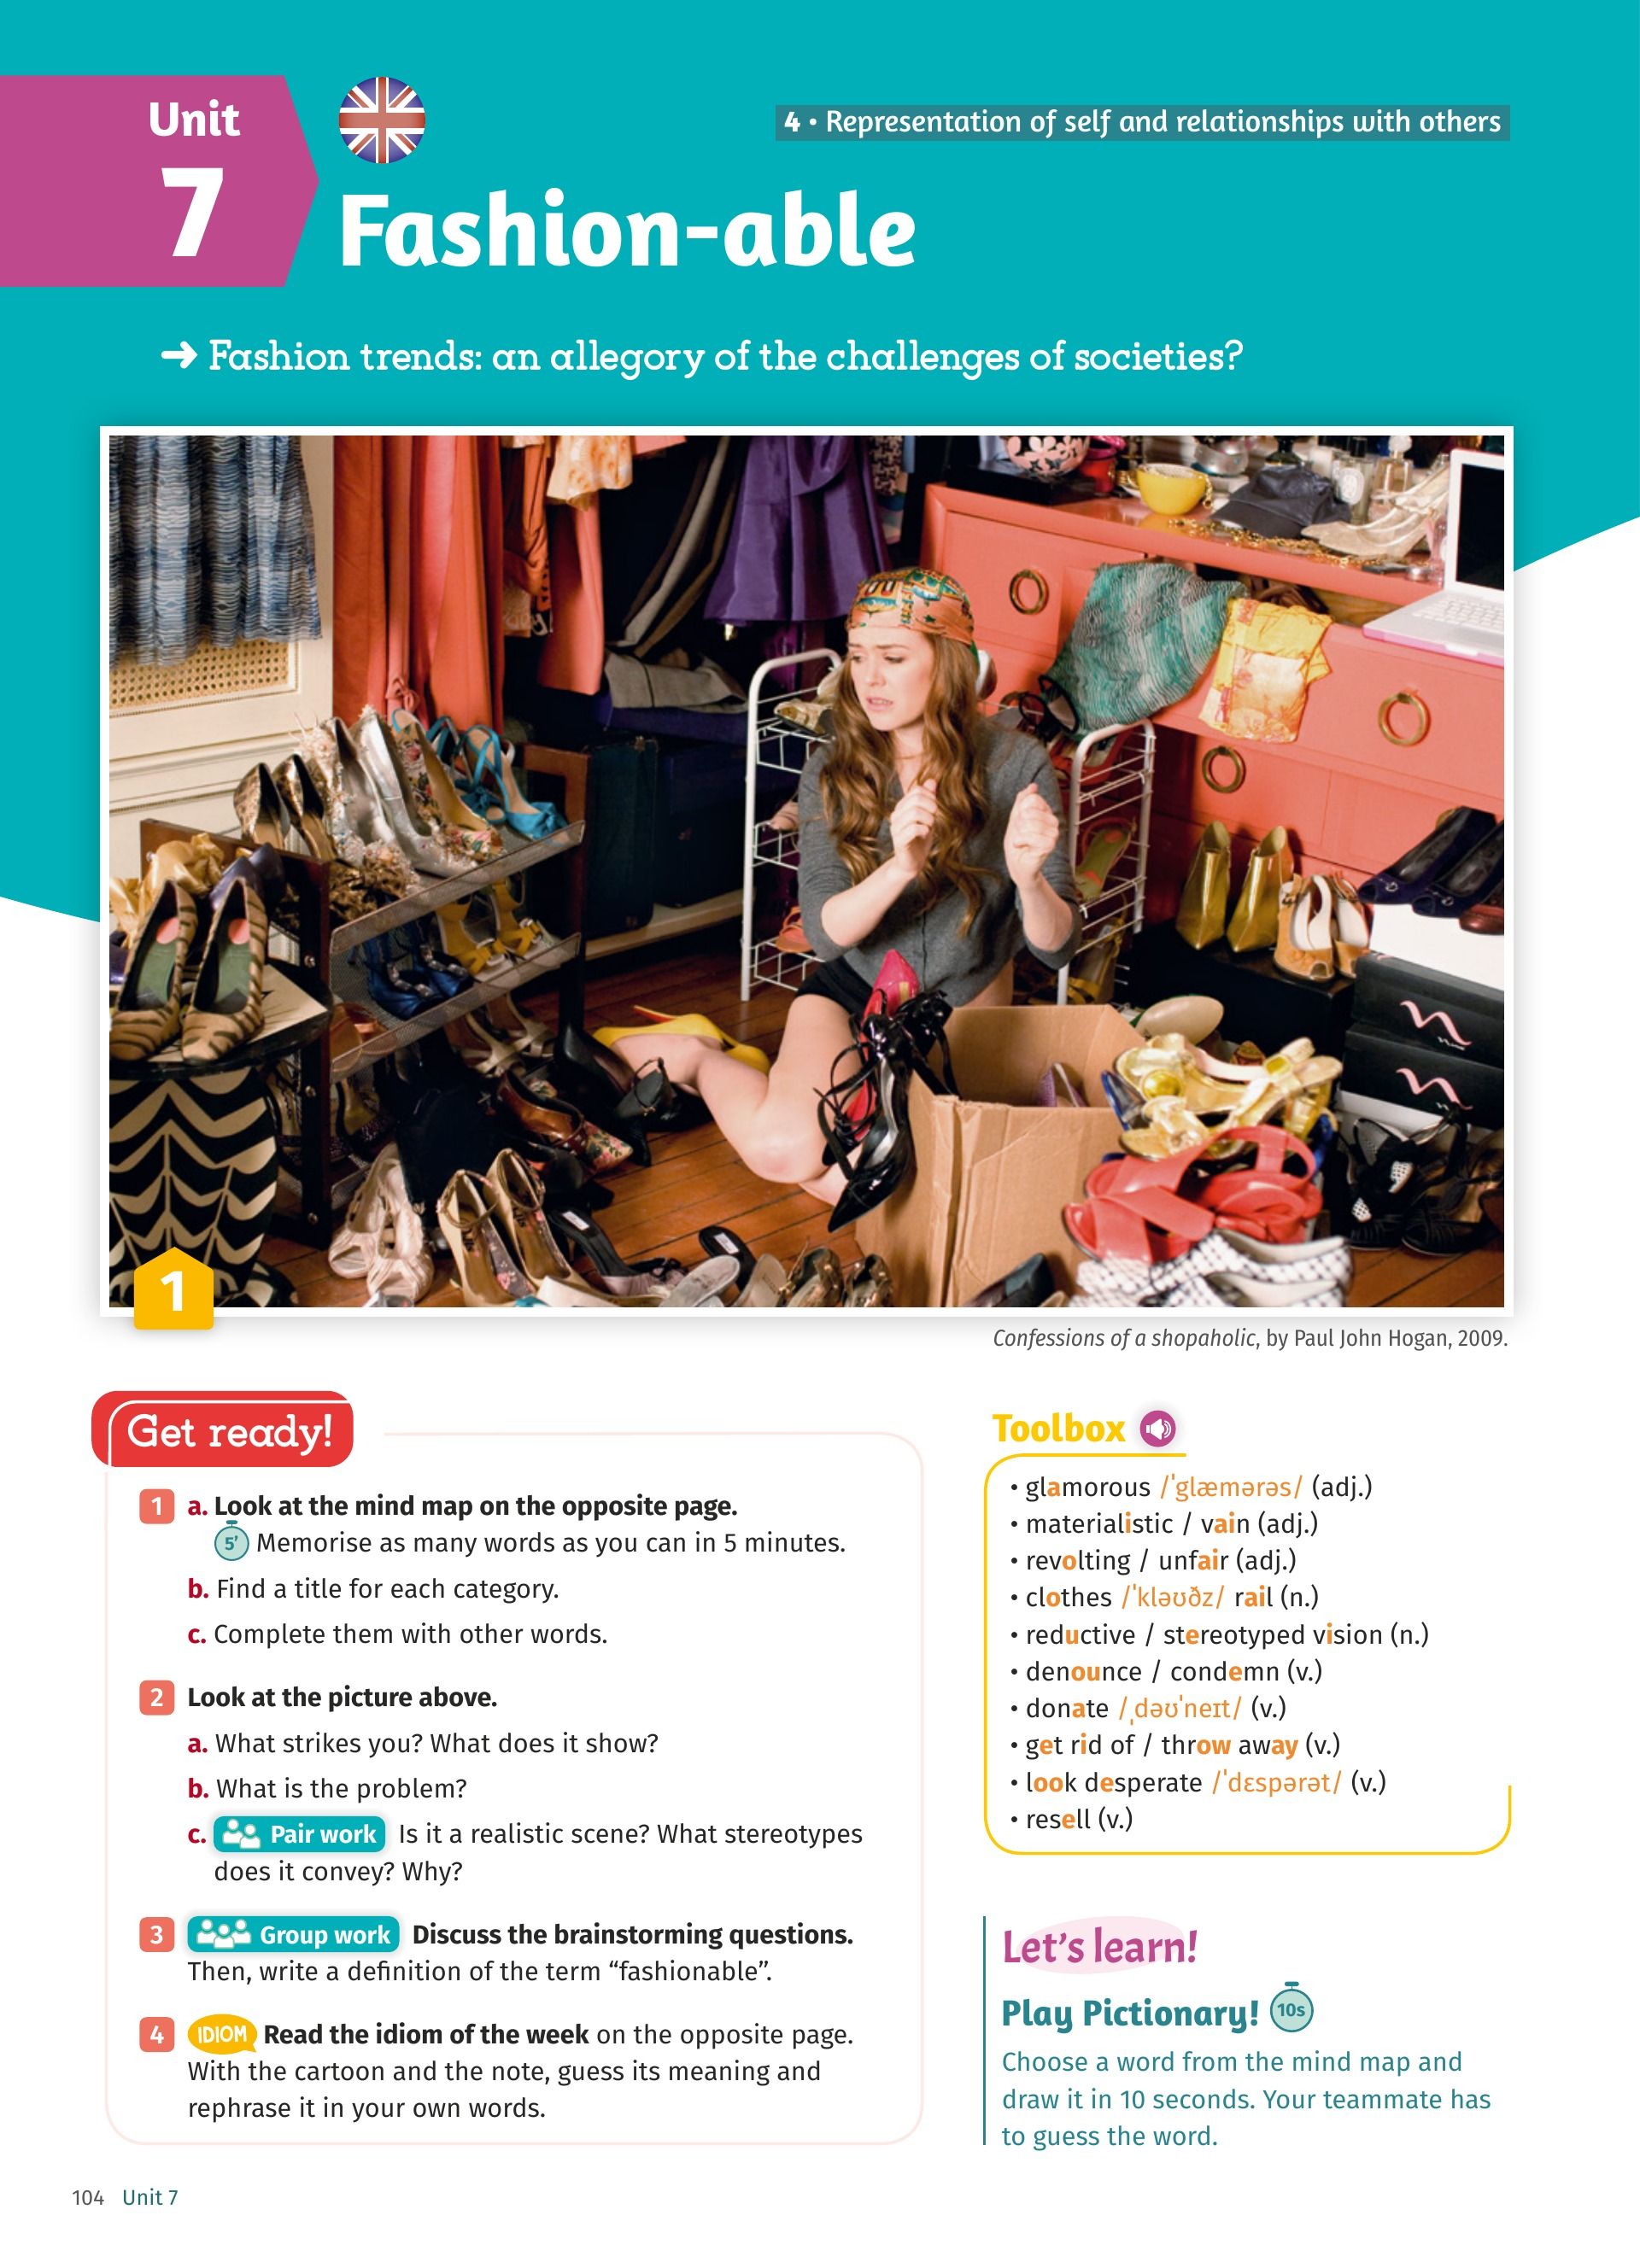 Unit
7
4 • Representation of self and relationships with others
Fashion-able
➜ Fashion trends: an allegory of the challenges of societies?
1
Confessions of a shopaholic, by Paul John Hogan, 2009.
Get ready!
1 a. Look at the mind map on the opposite page.
5' Memorise as many words as you can in 5 minutes.
b. Find a title for each category.
c. Complete them with other words.
2 Look at the picture above.
a. What strikes you? What does it show?
b. What is the problem?
c. Pair work Is it a realistic scene? What stereotypes
does it convey? Why?
3 Group work Discuss the brainstorming questions.
Then, write a definition of the term “fashionable”.
4 IDIOM Read the idiom of the week on the opposite page.
With the cartoon and the note, guess its meaning and
rephrase it in your own words.
Toolbox
• glamorous /ˈglæmərəs/ (adj.)
• materialistic / vain (adj.)
• revolting / unfair (adj.)
• clothes /ˈkləʊðz/ rail (n.)
• reductive / stereotyped vision (n.)
• denounce / condemn (v.)
• donate /ˌdəʊˈneɪt/ (v.)
• get rid of / throw away (v.)
• look desperate /ˈdɛspərət/ (v.)
• resell (v.)
Let’s learn!
Play Pictionary! 10s
Choose a word from the mind map and
draw it in 10 seconds. Your teammate has
to guess the word.
104 Unit 7